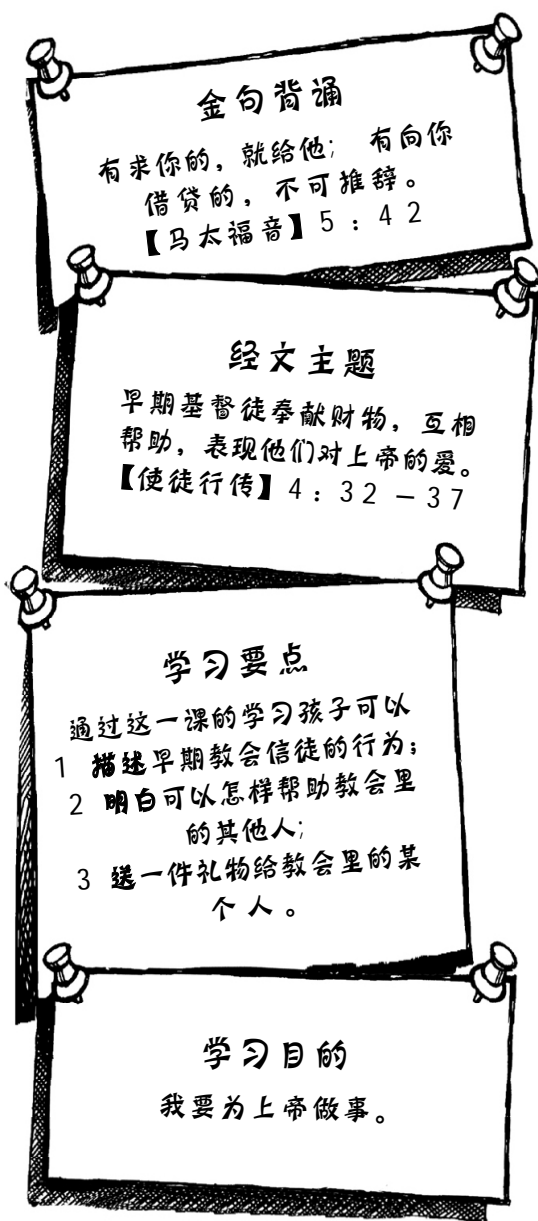 金句背诵
有求你的，就给他； 有向你
借贷的，不可推辞。
【马太福音】5：42
经文主题
早期基督徒奉献财物，互相
帮助，表现他们对上帝的爱。
【使徒行传】4：32－37
学习要点
通过这一课的学习孩子可以
1 描述早期教会信徒的行为；
2 明白可以怎样帮助教会里
的其他人；
3 送一件礼物给教会里的某
个人。
学习目的
我要为上帝做事。